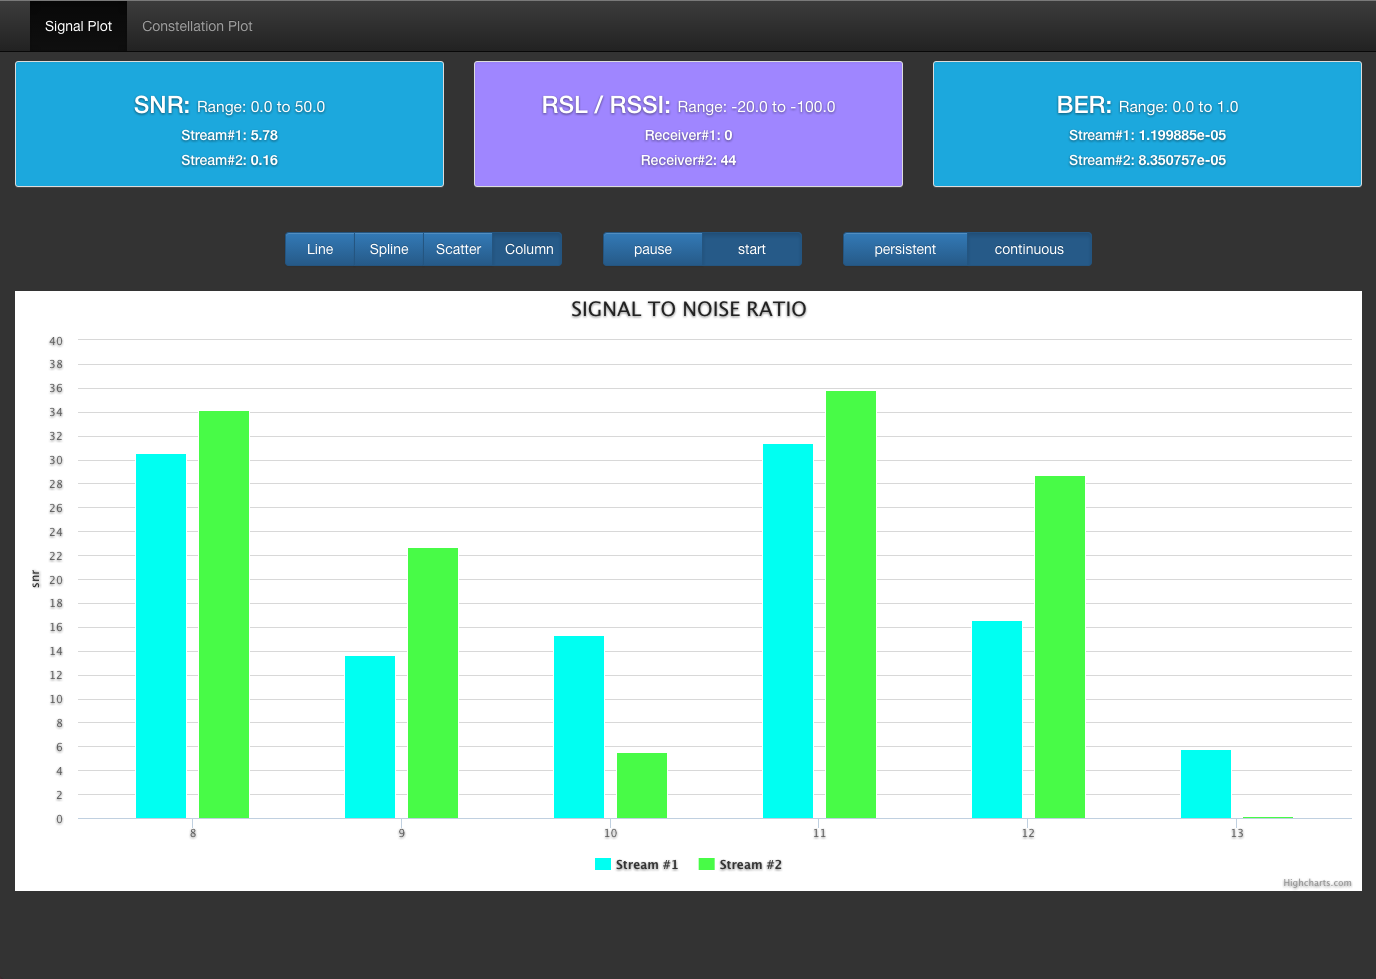 Signal Plot Constellation Plot
SNR: Range: 0.0 to 50.0
Stream#1: 5.78
Stream#2: 0.16
RSL / RSSI: Range: -20.0 to -100.0
Receiver#1: 0
Receiver#2: 44
BER: Range: 0.0 to 1.0
Stream#1: 1.199885e-05
Stream#2: 8.350757e-05
Line Spline Scatter Column
pause start
persistent continuous
SIGNAL TO NOISE RATIO
snr
40
38
36
34
32
30
28
26
24
22
20
18
16
14
12
10
8
6
4
2
0
8 9 10 11 12 13
Stream #1 Stream #2
Highcharts.com